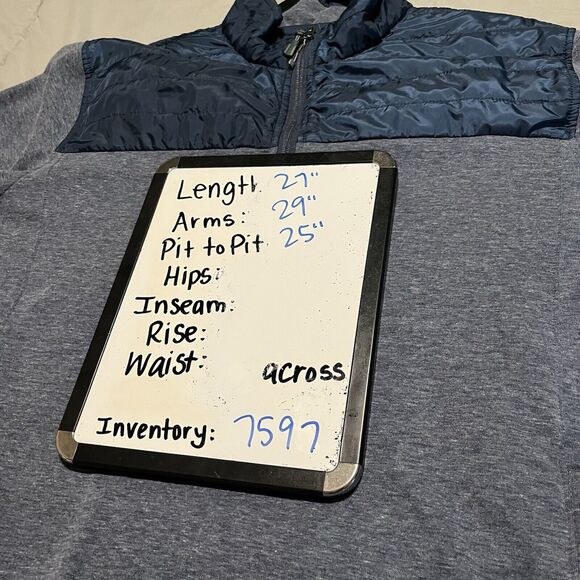 Length 27"
Arms: 29"
Pit to Pit 25"
Hips:
Inseam:
Rise:
Waist:
across
Inventory: 7597